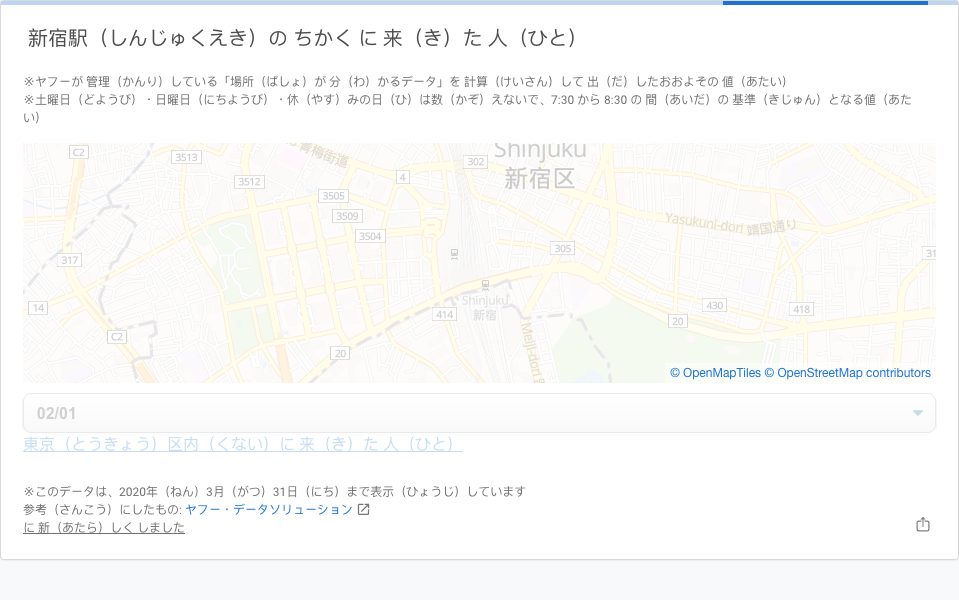 新宿駅（しんじゅくえき）の ちかく に 来（き）た 人（ひと）
※ヤフーが 管理（かんり）している「場所（ばしょ）が 分（わ）かるデータ」を 計算（けいさん）して 出（だ）したおおよその 値（あたい）
※土曜日（どようび）・日曜日（にちようび）・休（やす）みの日（ひ）は数（かぞ）えないで、7:30 から 8:30 の 間（あいだ）の 基準（きじゅん）となる値（あた
い）
C2
3513
青梅街道
302
Shinjuku
新宿区
4
3512
3505
3509
3504
Yasukuni-dori 靖国通り
305
31
317
Shinjuku
新宿
14
414
430
418
20
C2
20
Meiji-dori
© OpenMapTiles © OpenStreetMap contributors
02/01
東京（とうきょう）区内（くない）に 来（き）た 人（ひと）
※このデータは、2020年（ねん）3月（がつ）31日（にち）まで表示（ひょうじ）しています
参考（さんこう）にしたもの: ヤフー・データソリューション
に 新（あたら）しく しました